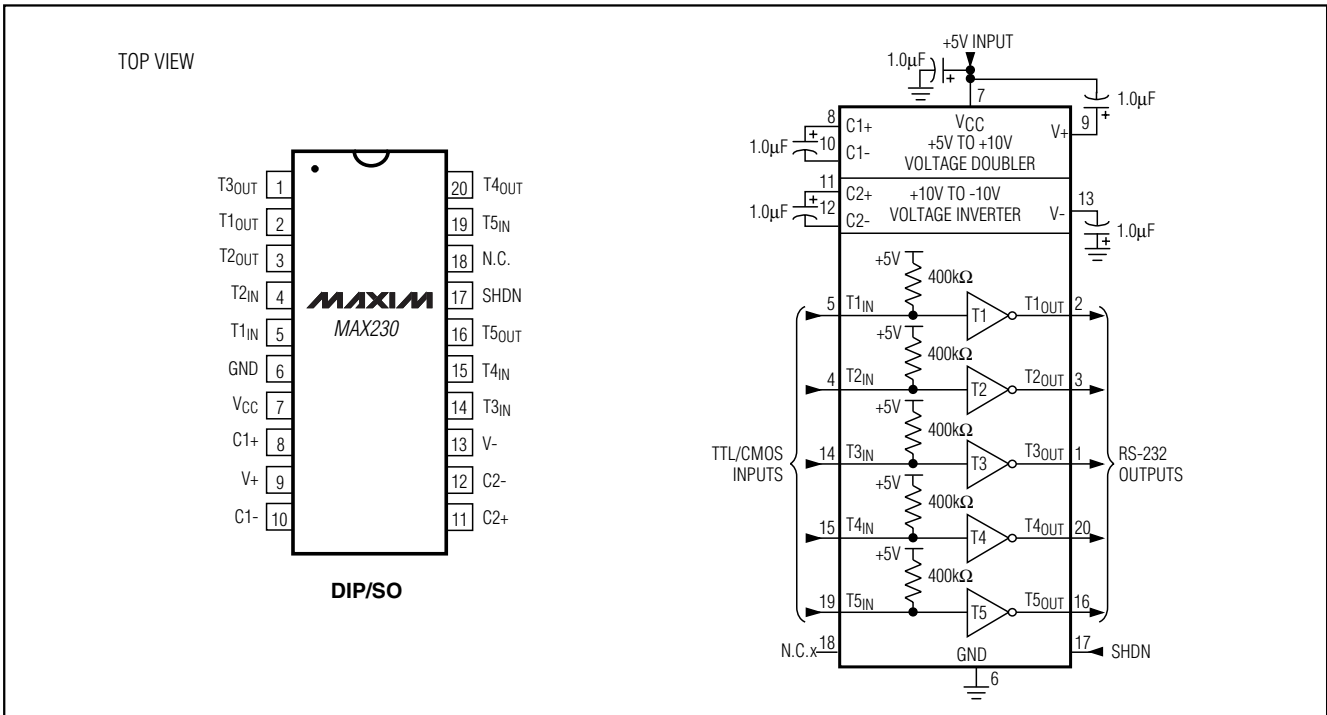 TOP VIEW
T3OUT 1
T1OUT 2
T2OUT 3
T2IN 4
T1IN 5
GND 6
VCC 7
C1+ 8
V+ 9
C1- 10
20 T4OUT
19 T5IN
18 N.C.
17 SHDN
16 T5OUT
15 T4IN
14 T3IN
13 V-
12 C2-
11 C2+
MAXIM
MAX230
DIP/SO
+5V INPUT
1.0µF
+
7
1.0µF
+
8 C1+
10 C1-
1.0µF
+
VCC
+5V TO +10V
VOLTAGE DOUBLER
V+ 9
11 C2+
12 C2-
1.0µF
+
+10V TO -10V
VOLTAGE INVERTER
V- 13
1.0µF
+
+5V
400kΩ
5 T1IN T1 T1OUT 2
+5V
400kΩ
4 T2IN T2 T2OUT 3
+5V
400kΩ
14 T3IN T3 T3OUT 1
+5V
400kΩ
15 T4IN T4 T4OUT 20
+5V
400kΩ
19 T5IN T5 T5OUT 16
TTL/CMOS
INPUTS
RS-232
OUTPUTS
N.C. x 18
GND
17 SHDN
6